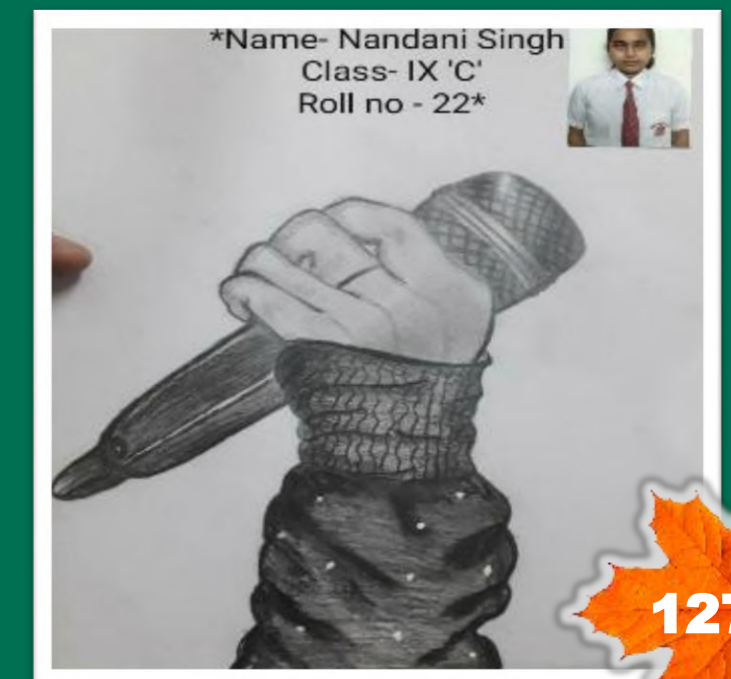 *Name- Nandani Singh
Class- IX 'C'
Roll no - 22*
127